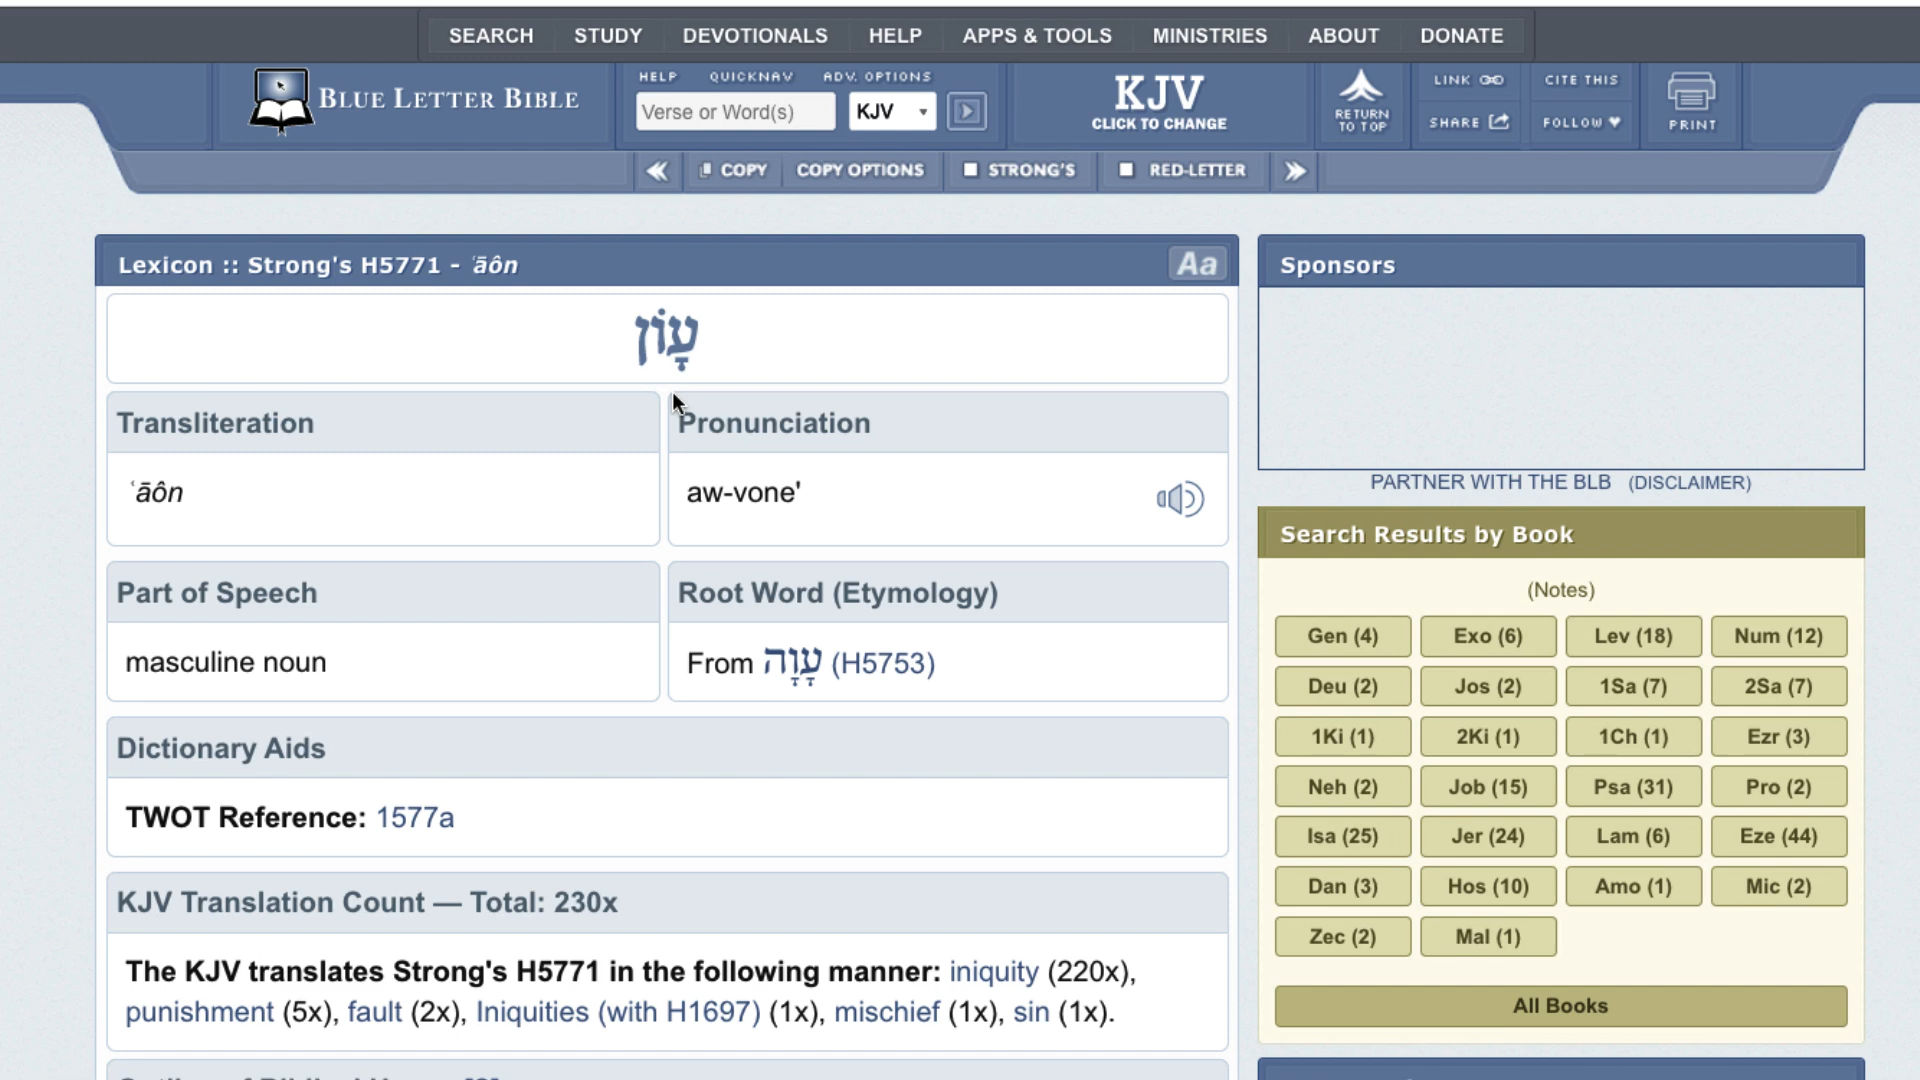 SEARCH STUDY DEVOTIONALS HELP APPS & TOOLS MINISTRIES ABOUT DONATE
BLUE LETTER BIBLE
HELP QUICKNAV ADV. OPTIONS
Verse or Word(s) KJV
KJV
CLICK TO CHANGE
RETURN
TO TOP
LINK
CITE THIS
SHARE
FOLLOW
PRINT
COPY COPY OPTIONS STRONG'S RED-LETTER
Lexicon :: Strong's H5771 - ʿāôn
Aa
עָוֹן
Transliteration
ʿāôn
Pronunciation
aw-vone'
Part of Speech
masculine noun
Root Word (Etymology)
From עָוָה (H5753)
Dictionary Aids
TWOT Reference: 1577a
KJV Translation Count — Total: 230x
The KJV translates Strong's H5771 in the following manner: iniquity (220x),
punishment (5x), fault (2x), Iniquities (with H1697) (1x), mischief (1x), sin (1x).
Sponsors
PARTNER WITH THE BLB (DISCLAIMER)
Search Results by Book
(Notes)
Gen (4) Exo (6) Lev (18) Num (12)
Deu (2) Jos (2) 1Sa (7) 2Sa (7)
1Ki (1) 2Ki (1) 1Ch (1) Ezr (3)
Neh (2) Job (15) Psa (31) Pro (2)
Isa (25) Jer (24) Lam (6) Eze (44)
Dan (3) Hos (10) Amo (1) Mic (2)
Zec (2) Mal (1)
All Books